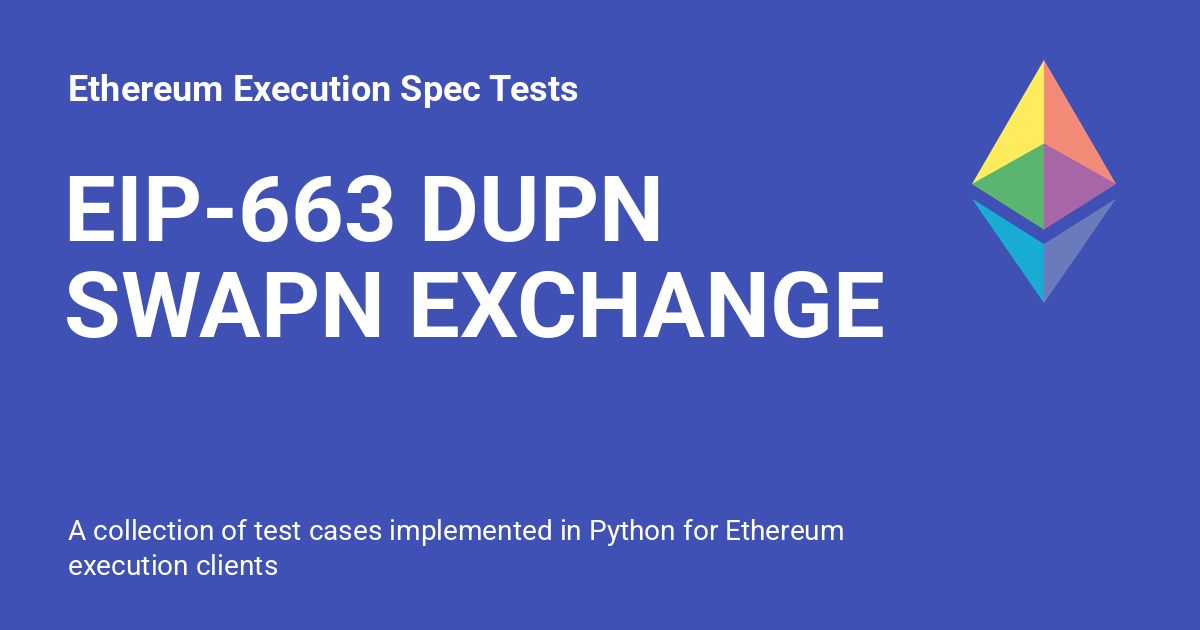 Ethereum Execution Spec Tests
EIP-663 DUPN
SWAPN EXCHANGE
A collection of test cases implemented in Python for Ethereum
execution clients